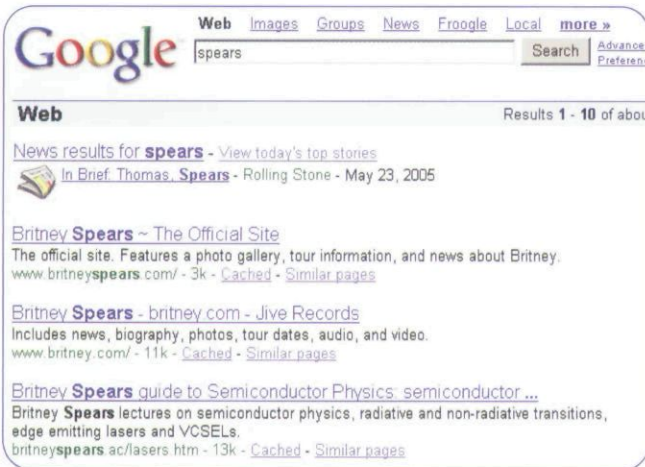 Web Images Groups News Froogle Local more »
Google spears Search Advance
Preferen
Web Results 1 - 10 of abou
News results for spears - View today's top stories
In Brief: Thomas, Spears - Rolling Stone - May 23, 2005
Britney Spears ~ The Official Site
The official site. Features a photo gallery, tour information, and news about Britney.
www.britneyspears.com/ - 3k - Cached - Similar pages
Britney Spears - britney.com - Jive Records
Includes news, biography, photos, tour dates, audio, and video.
www.britney.com/ - 11k - Cached - Similar pages
Britney Spears guide to Semiconductor Physics: semiconductor ...
Britney Spears lectures on semiconductor physics, radiative and non-radiative transitions,
edge emitting lasers and VCSELs.
britneyspears.ac/lasers.htm - 13k - Cached - Similar pages